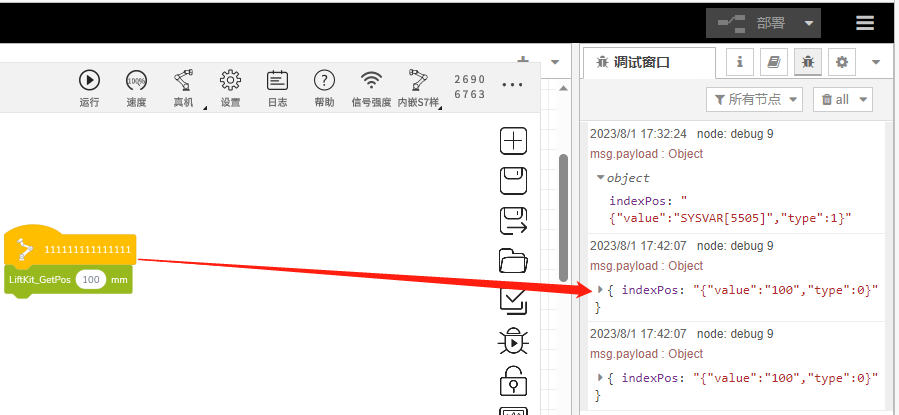 部署
调试窗口
运行
速度
100%
真机
设置
日志
帮助
信号强度
内嵌S7样
2690
6763
所有节点
all
2023/8/1 17:32:24 node: debug 9
msg.payload : Object
object
indexPos: "
{"value":"SYSVAR[5505]","type":1}"
2023/8/1 17:42:07 node: debug 9
msg.payload : Object
{ indexPos: "{"value":"100","type":0}"
}
2023/8/1 17:42:07 node: debug 9
msg.payload : Object
{ indexPos: "{"value":"100","type":0}"
}
111111111111111
LiftKit_GetPos 100 mm